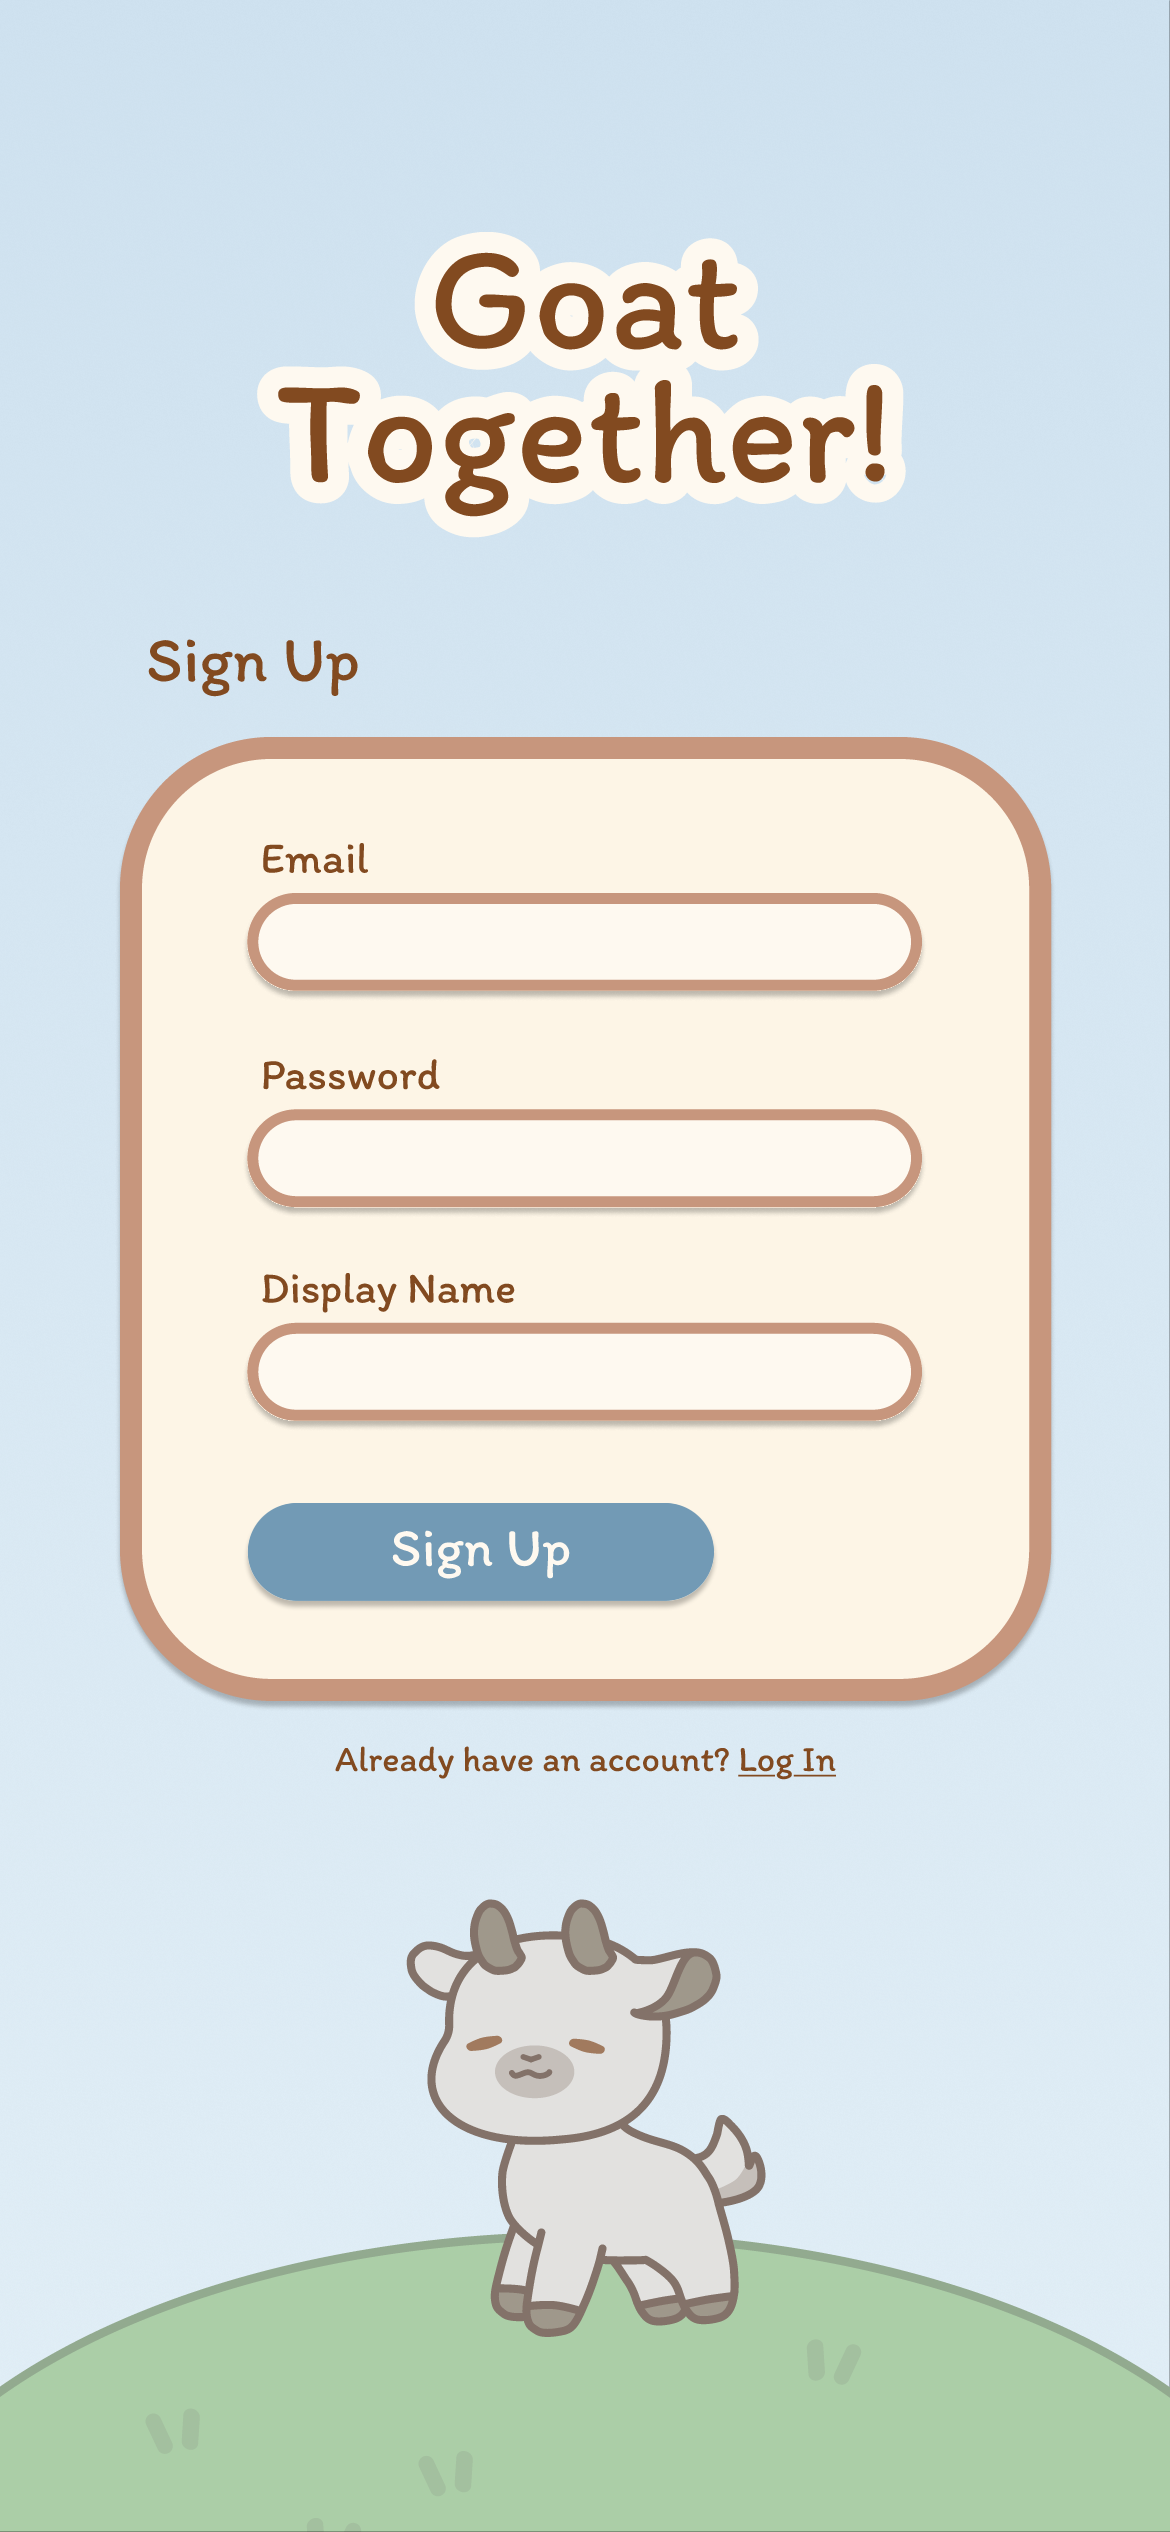 Goat
Together!
Sign Up
Email
Password
Display Name
Sign Up
Already have an account? Log In